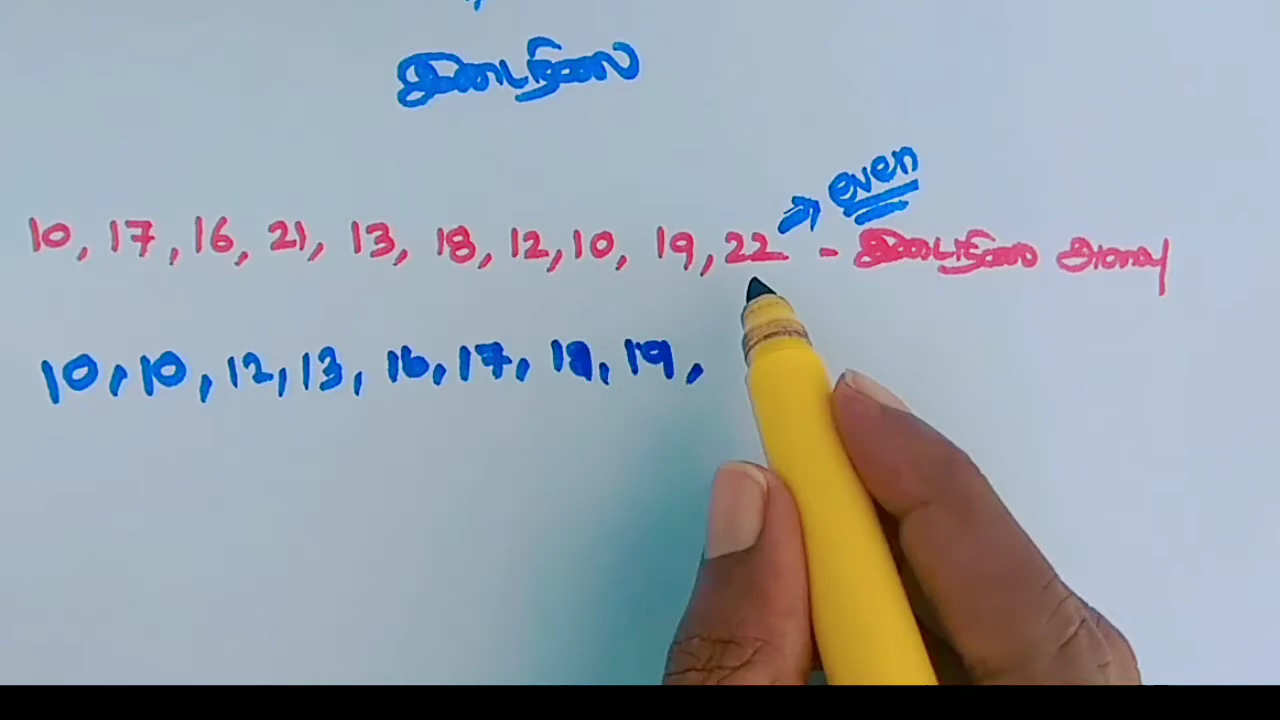 இடைநிலை
even
10, 17, 16, 21, 13, 18, 12, 10, 19, 22 - இடைநிலை அளவு
10, 10, 12, 13, 16, 17, 18, 19,